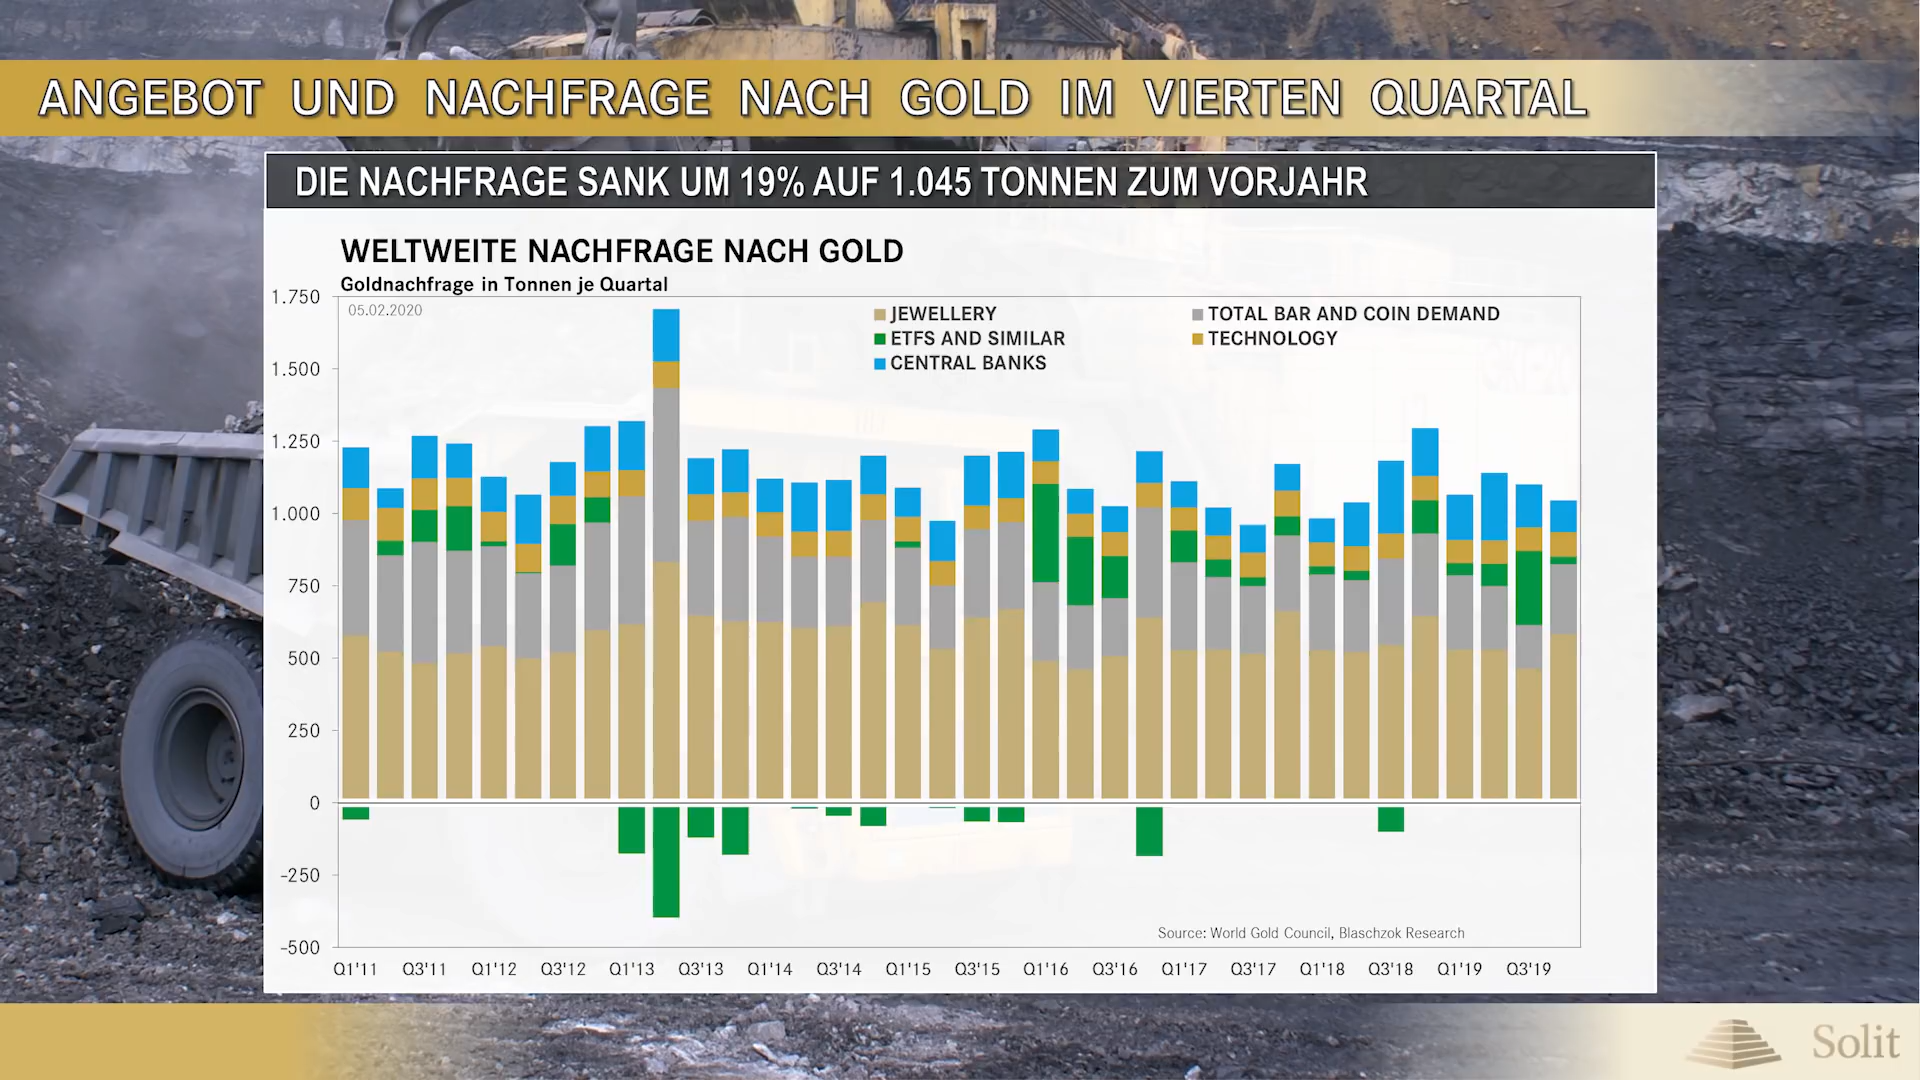 ANGEBOT UND NACHFRAGE NACH GOLD IM VIERTEN QUARTAL
DIE NACHFRAGE SANK UM 19% AUF 1.045 TONNEN ZUM VORJAHR
WELTWEITE NACHFRAGE NACH GOLD
Goldnachfrage in Tonnen je Quartal
05.02.2020
JEWELLERY
TOTAL BAR AND COIN DEMAND
ETFS AND SIMILAR
TECHNOLOGY
CENTRAL BANKS
1.750
1.500
1.250
1.000
750
500
250
0
-250
-500
Source: World Gold Council, Blaschzok Research
Q1'11 Q3'11 Q1'12 Q3'12 Q1'13 Q3'13 Q1'14 Q3'14 Q1'15 Q3'15 Q1'16 Q3'16 Q1'17 Q3'17 Q1'18 Q3'18 Q1'19 Q3'19
Solit